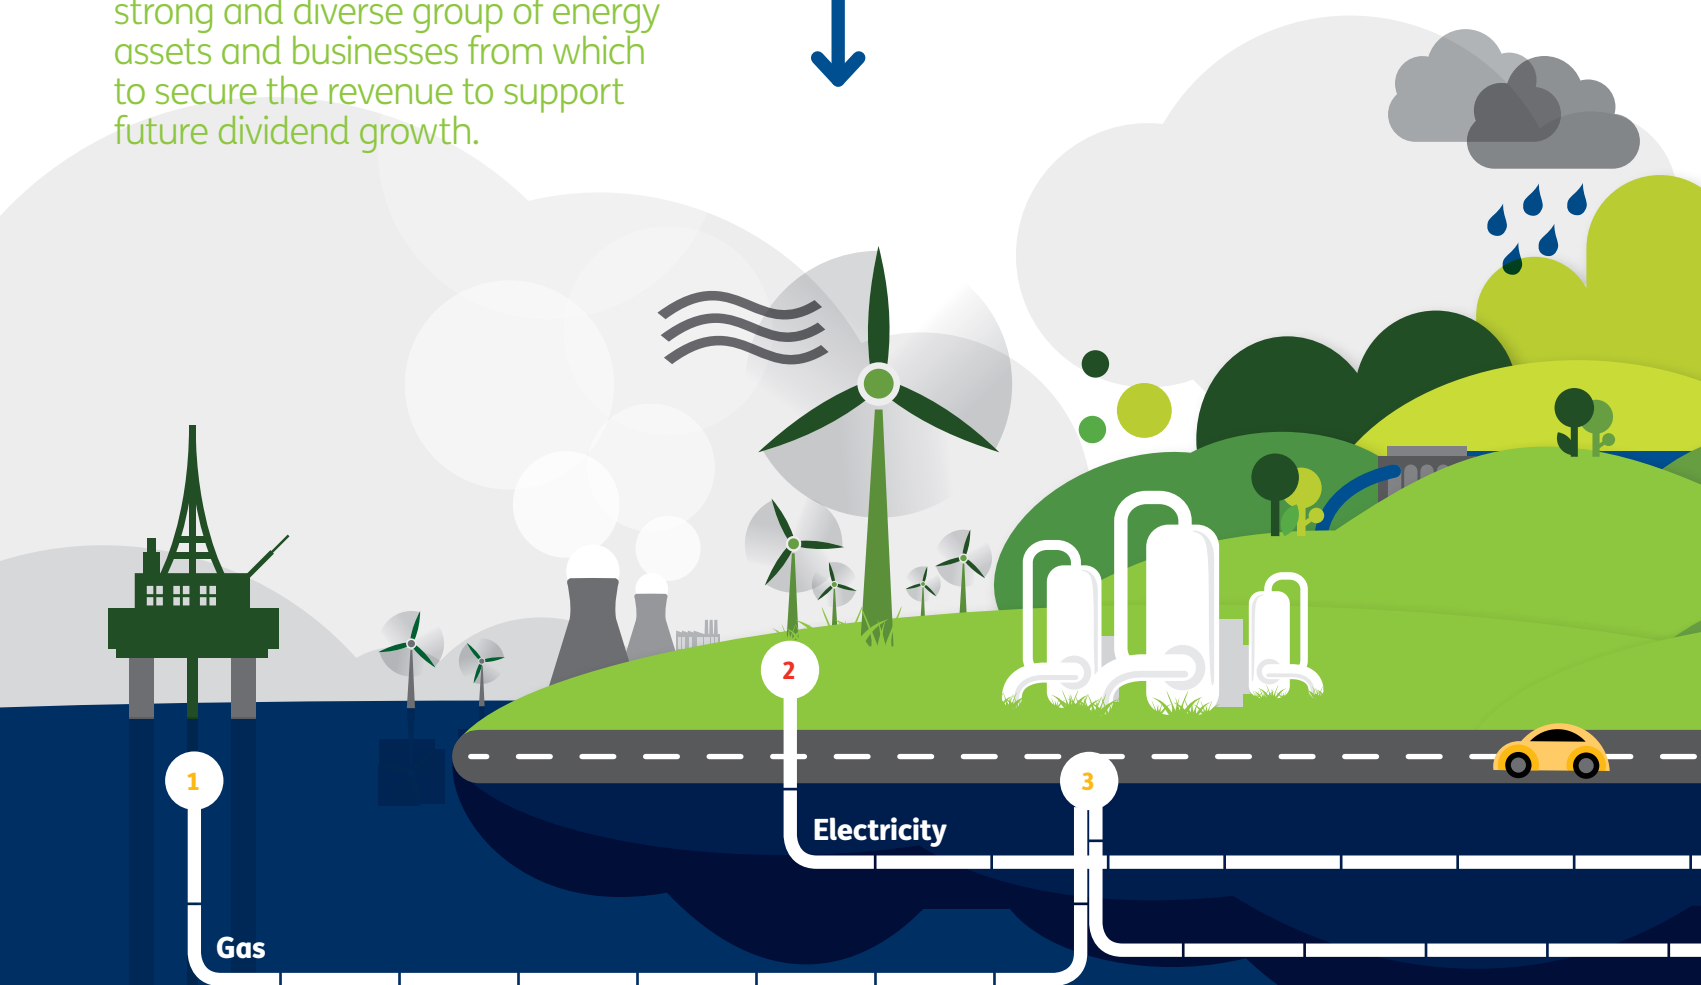 strong and diverse group of energy
assets and businesses from which
to secure the revenue to support
future dividend growth.
2
1
3
Electricity
Gas